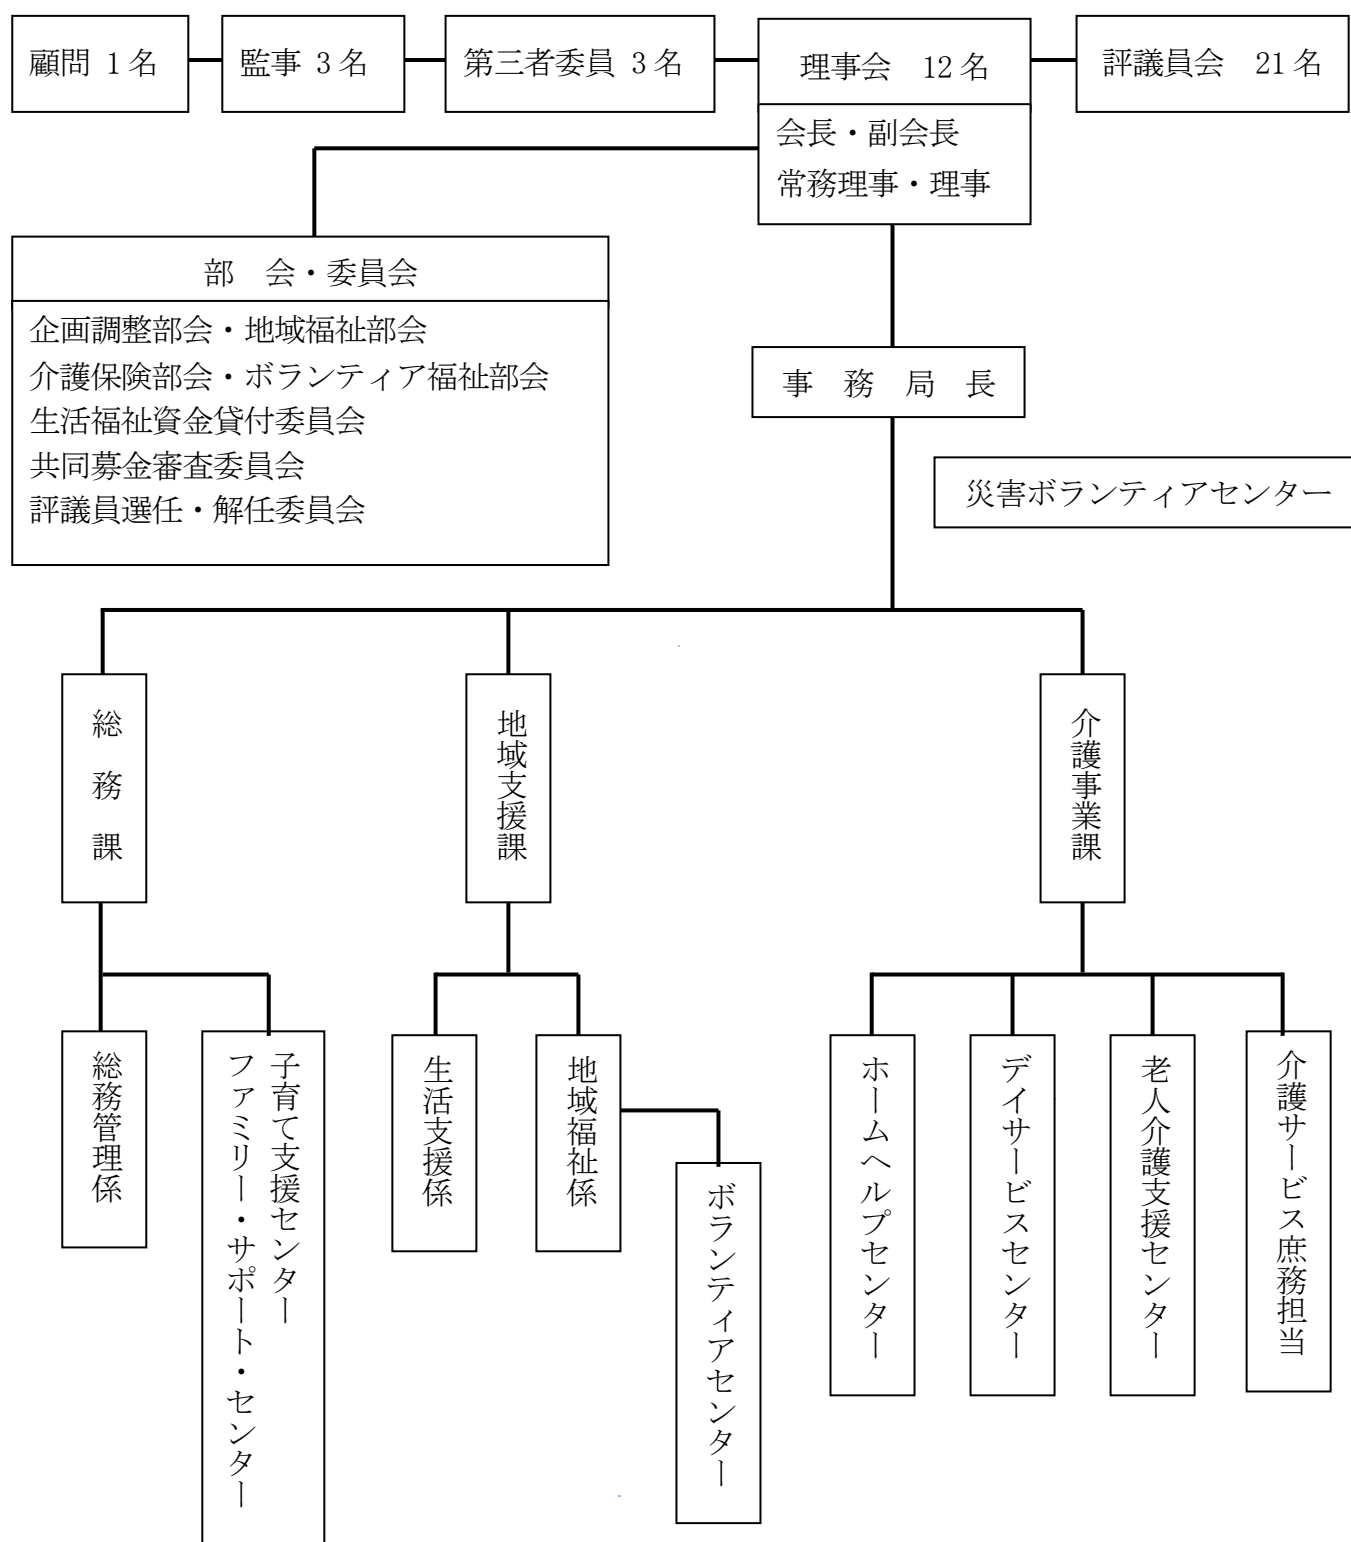 顧問 1名
監事 3名
第三者委員 3名
理事会　12名
評議員会　21名
会長・副会長
常務理事・理事
部　会・委員会
企画調整部会・地域福祉部会
介護保険部会・ボランティア福祉部会
生活福祉資金貸付委員会
共同募金審査委員会
評議員選任・解任委員会
事　務　局　長
災害ボランティアセンター
総　務　課
地域支援課
介護事業課
総務管理係
子育て支援センター
ファミリー・サポート・センター
生活支援係
地域福祉係
ボランティアセンター
ホームヘルプセンター
デイサービスセンター
老人介護支援センター
介護サービス庶務担当